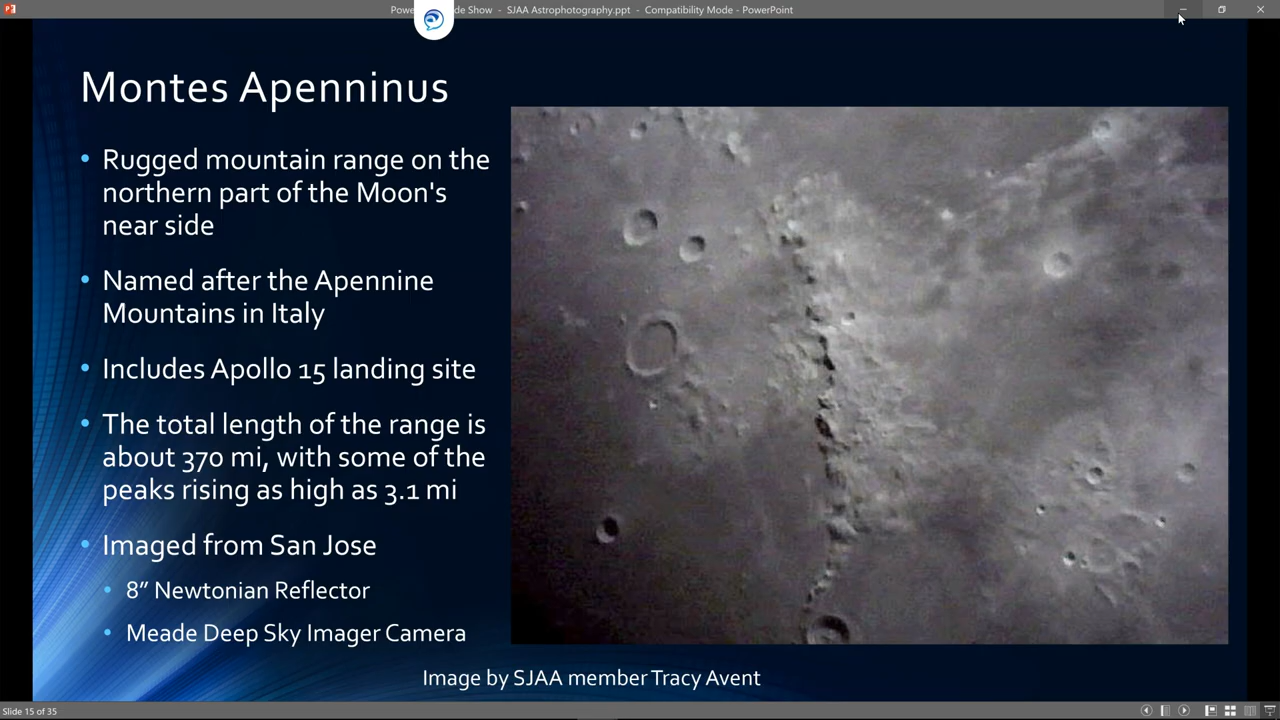 Powe de Show - SJAA Astrophotography.ppt - Compatibility Mode - PowerPoint
Montes Apenninus
• Rugged mountain range on the
northern part of the Moon's
near side
• Named after the Apennine
Mountains in Italy
• Includes Apollo 15 landing site
• The total length of the range is
about 370 mi, with some of the
peaks rising as high as 3.1 mi
• Imaged from San Jose
• 8” Newtonian Reflector
• Meade Deep Sky Imager Camera
Image by SJAA member Tracy Avent
Slide 15 of 35